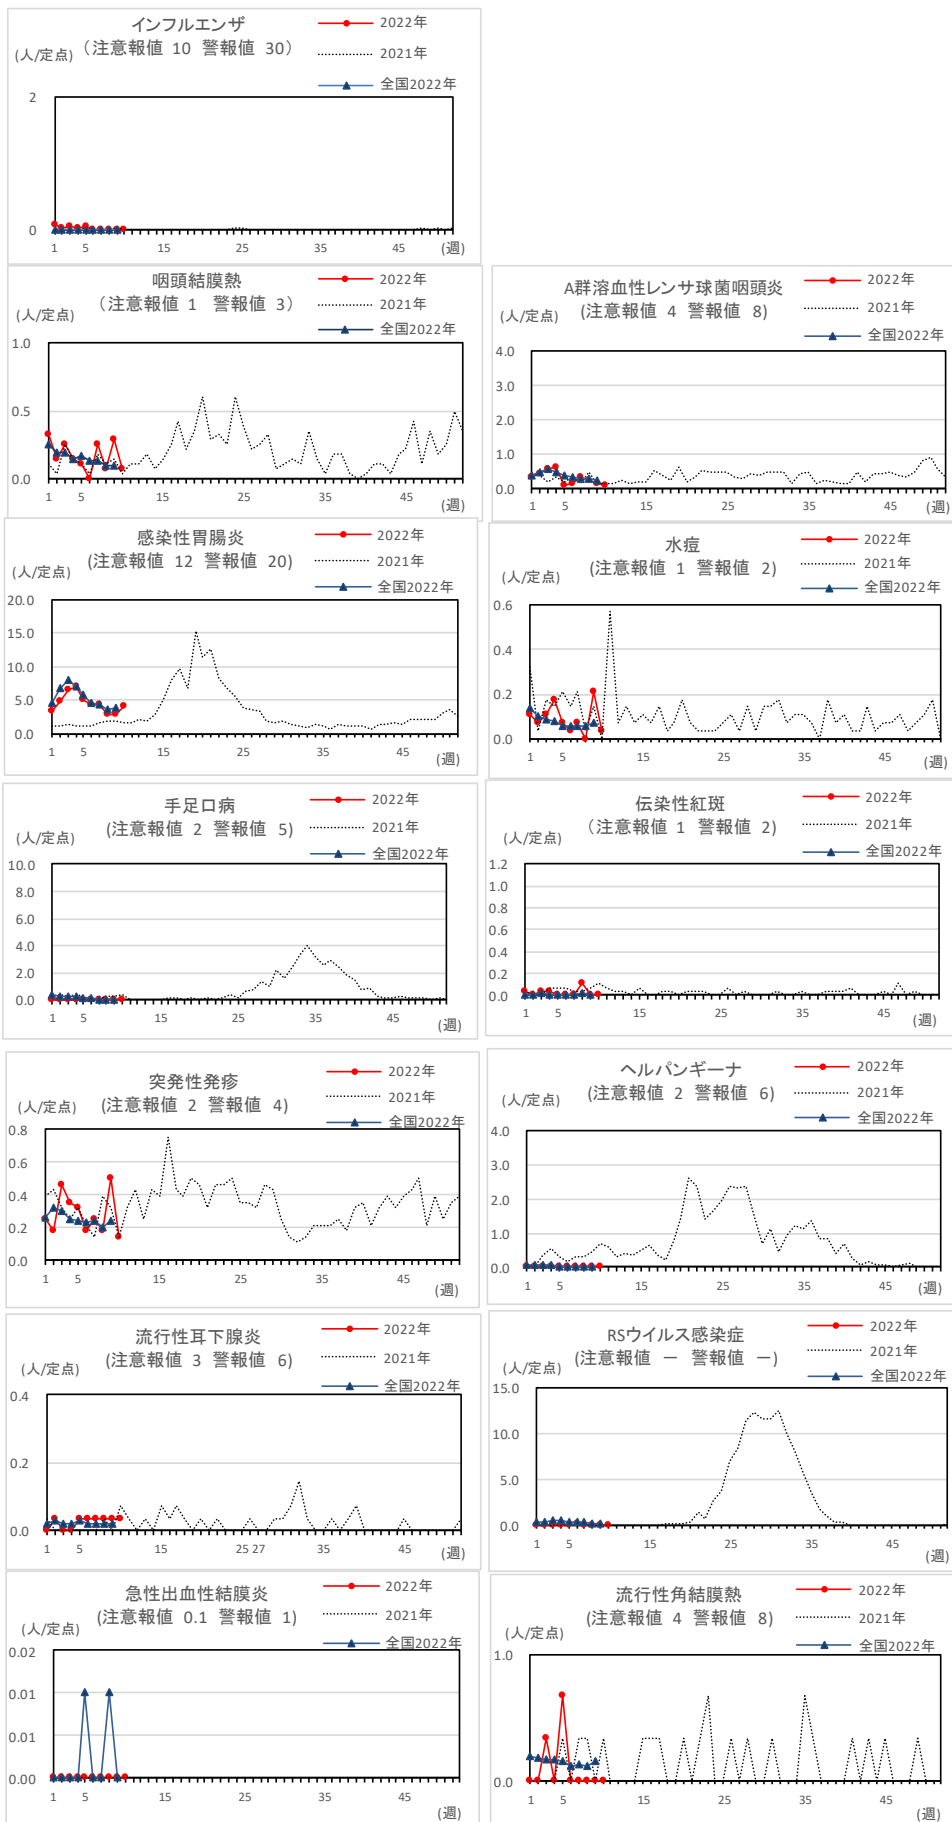 インフルエンザ
（注意報値 10 警報値 30）
(人/定点)
2022年
2021年
全国2022年
2
0
1 5 15 25 35 45
(週)
咽頭結膜熱
（注意報値 1 警報値 3）
(人/定点)
2022年
2021年
全国2022年
1.0
0.5
0.0
1 5 15 25 35 45
(週)
A群溶血性レンサ球菌咽頭炎
(注意報値 4 警報値 8)
(人/定点)
2022年
2021年
全国2022年
4.0
3.0
2.0
1.0
0.0
1 5 15 25 35 45
(週)
感染性胃腸炎
(注意報値 12 警報値 20)
(人/定点)
2022年
2021年
全国2022年
20.0
15.0
10.0
5.0
0.0
1 5 15 25 35 45
(週)
水痘
(注意報値 1 警報値 2)
(人/定点)
2022年
2021年
全国2022年
0.6
0.4
0.2
0.0
1 5 15 25 35 45
(週)
手足口病
(注意報値 2 警報値 5)
(人/定点)
2022年
2021年
全国2022年
10.0
8.0
6.0
4.0
2.0
0.0
1 5 15 25 35 45
(週)
伝染性紅斑
（注意報値 1 警報値 2)
(人/定点)
2022年
2021年
全国2022年
1.2
1.0
0.8
0.6
0.4
0.2
0.0
1 5 15 25 35 45
(週)
突発性発疹
(注意報値 2 警報値 4)
(人/定点)
2022年
2021年
全国2022年
0.8
0.6
0.4
0.2
0.0
1 5 15 25 35 45
(週)
ヘルパンギーナ
(注意報値 2 警報値 6)
(人/定点)
2022年
2021年
全国2022年
4.0
3.0
2.0
1.0
0.0
1 5 15 25 35 45
(週)
流行性耳下腺炎
(注意報値 3 警報値 6)
(人/定点)
2022年
2021年
全国2022年
0.4
0.2
0.0
1 5 15 25 27 35 45
(週)
RSウイルス感染症
(注意報値 ー 警報値 ー)
(人/定点)
2022年
2021年
全国2022年
15.0
10.0
5.0
0.0
1 5 15 25 35 45
(週)
急性出血性結膜炎
(注意報値 0.1 警報値 1)
(人/定点)
2022年
2021年
全国2022年
0.02
0.01
0.01
0.00
1 5 15 25 35 45
(週)
流行性角結膜熱
(注意報値 4 警報値 8)
(人/定点)
2022年
2021年
全国2022年
1.0
0.0
1 5 15 25 35 45
(週)